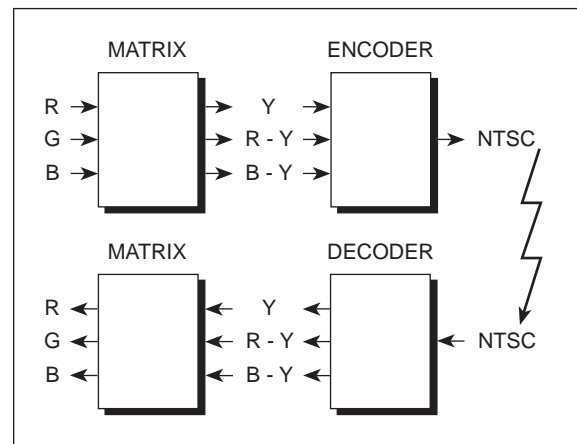 MATRIX ENCODER
R Y
G R - Y NTSC
B B - Y
MATRIX DECODER
R Y
G R - Y NTSC
B B - Y